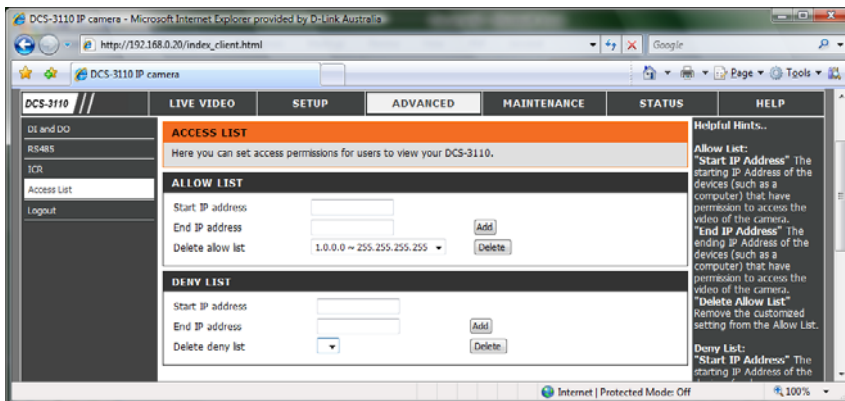 DCS-3110 IP camera - Microsoft Internet Explorer provided by D-Link Australia
http://192.168.0.20/index_client.html
Google
DCS-3110 IP camera
Page
Tools
DCS-3110
LIVE VIDEO
SETUP
ADVANCED
MAINTENANCE
STATUS
HELP
DI and DO
RS485
ICR
Access List
Logout
ACCESS LIST
Here you can set access permissions for users to view your DCS-3110.
ALLOW LIST
Start IP address
End IP address
Add
Delete allow list
1.0.0.0 ~ 255.255.255.255
Delete
DENY LIST
Start IP address
End IP address
Add
Delete deny list
Delete
Helpful Hints..
Allow List:
"Start IP Address" The
starting IP Address of the
devices (such as a
computer) that have
permission to access the
video of the camera.
"End IP Address" The
ending IP Address of the
devices (such as a
computer) that have
permission to access the
video of the camera.
"Delete Allow List"
Remove the customized
setting from the Allow List.
Deny List:
"Start IP Address" The
starting IP Address of the
Internet | Protected Mode: Off
100%